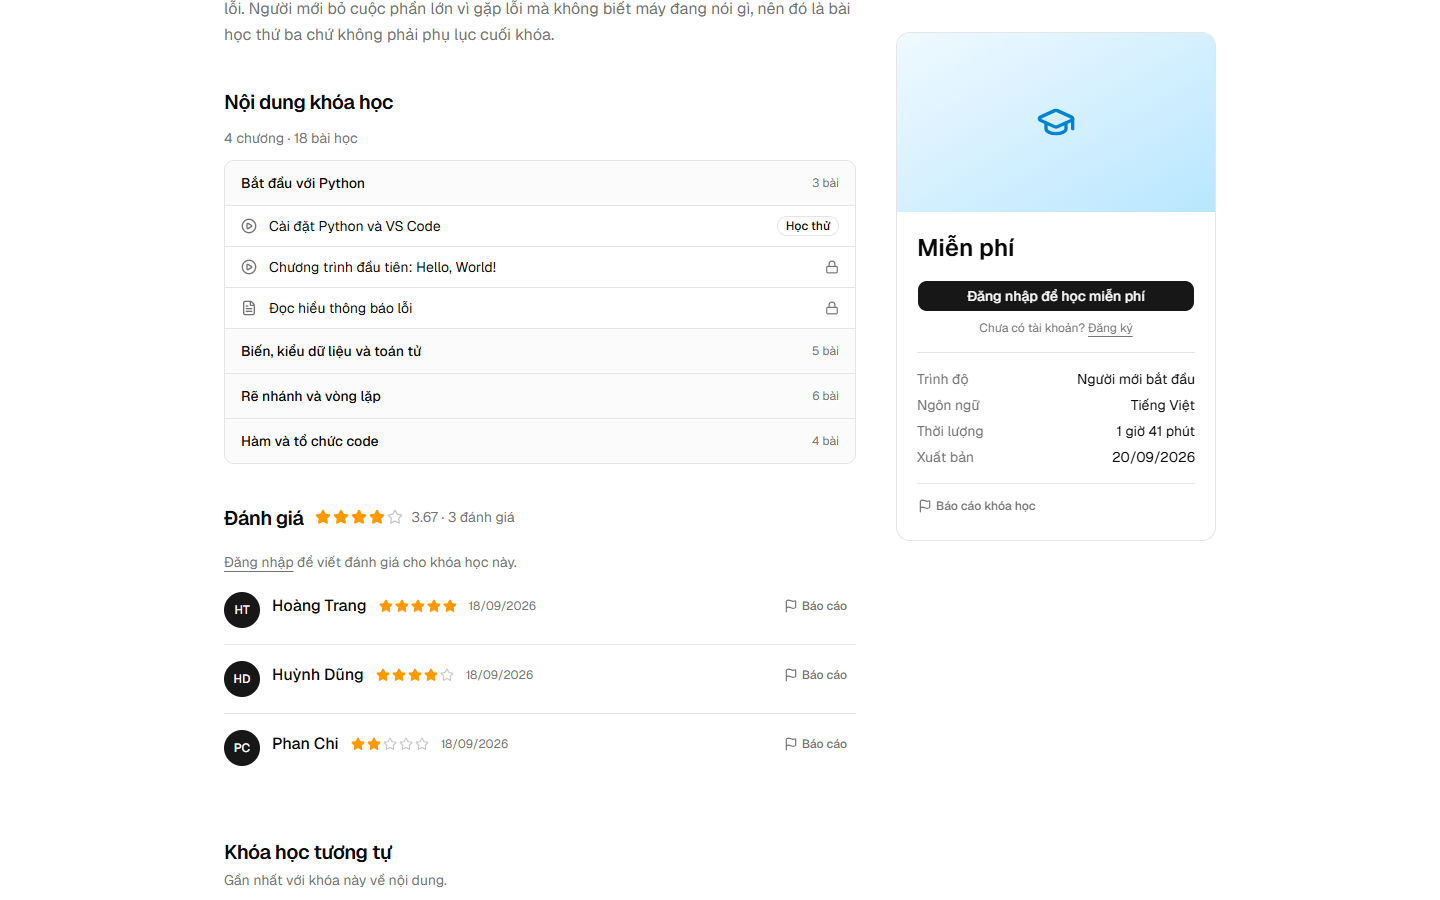 lỗi. Người mới bỏ cuộc phần lớn vì gặp lỗi mà không biết máy đang nói gì, nên đó là bài
học thứ ba chứ không phải phụ lục cuối khóa.
Nội dung khóa học
4 chương · 18 bài học
Bắt đầu với Python
3 bài
Cài đặt Python và VS Code
Học thử
Chương trình đầu tiên: Hello, World!
Đọc hiểu thông báo lỗi
Biến, kiểu dữ liệu và toán tử
5 bài
Rẽ nhánh và vòng lặp
6 bài
Hàm và tổ chức code
4 bài
Đánh giá
3.67 · 3 đánh giá
Đăng nhập để viết đánh giá cho khóa học này.
HT
Hoàng Trang
18/09/2026
Báo cáo
HD
Huỳnh Dũng
18/09/2026
Báo cáo
PC
Phan Chi
18/09/2026
Báo cáo
Khóa học tương tự
Gần nhất với khóa này về nội dung.
Miễn phí
Đăng nhập để học miễn phí
Chưa có tài khoản? Đăng ký
Trình độ
Người mới bắt đầu
Ngôn ngữ
Tiếng Việt
Thời lượng
1 giờ 41 phút
Xuất bản
20/09/2026
Báo cáo khóa học